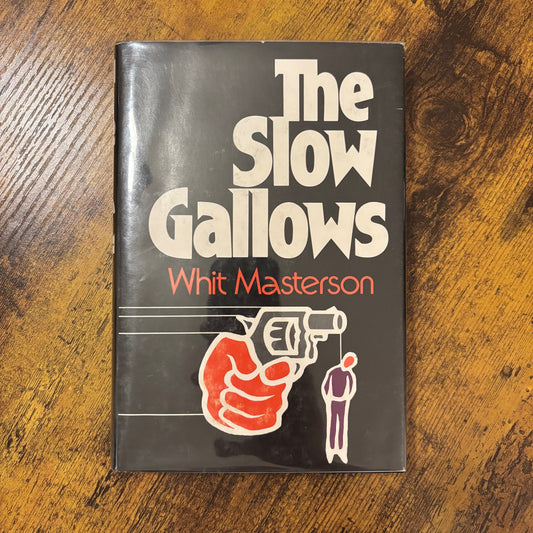 The
Slow
Gallows
Whit Masterson